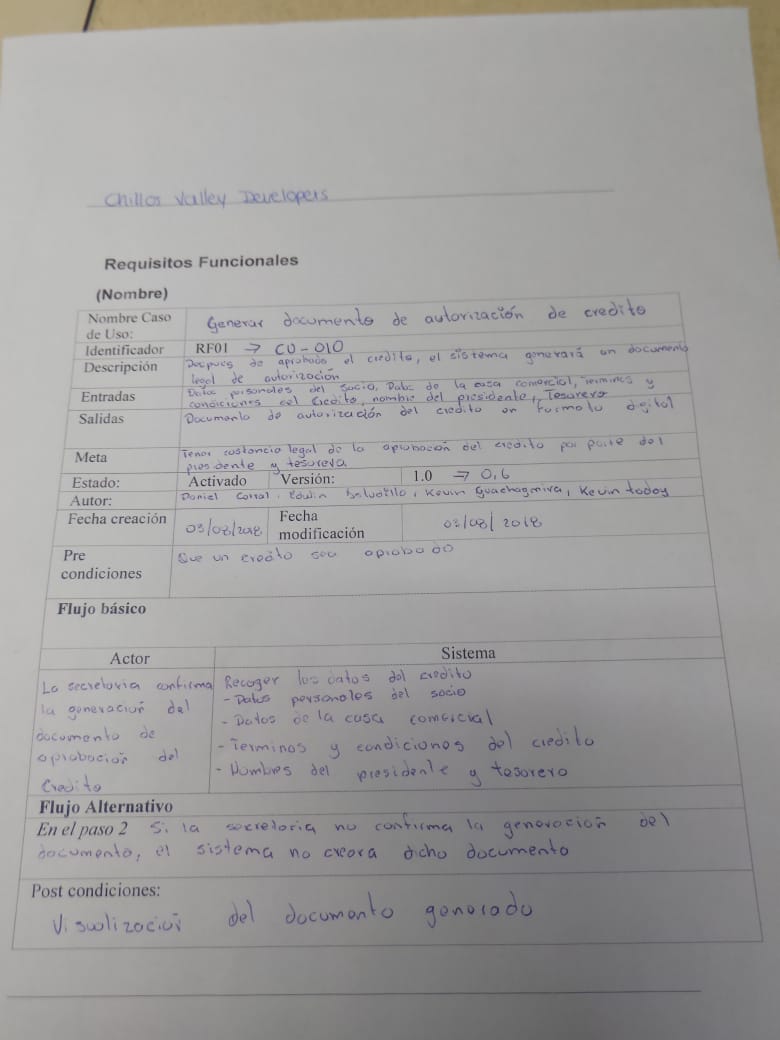 Chillos Valley Developers
Requisitos Funcionales
(Nombre)
Nombre Caso de Uso: Generar documento de autorización de credito
Identificador RF01 → CU-010
Descripción Despues de aprobado el credito, el sistema generará un documento
legal de autorización
Entradas Datos personales del socio, Datos de la casa comercial, terminos y
condiciones del credito, nombre del presidente, Tesorero
Salidas Documento de autorización del credito en formato digital
Meta Tener costancia legal de la aprobación del credito por parte del
presidente y tesorera
Estado: Activado Versión: 1.0 → 0,6
Autor: Daniel Corral, Edwin , Kevin Guachagmira, Kevin
Fecha creación 03/08/2018 Fecha modificación 03/08/2018
Pre condiciones Que un credito sea aprobado
Flujo básico
Actor Sistema
La secretaria confirma
la generación del
documento de
aprobación del
Credito
Recoger los datos del credito
- Datos personales del socio
- Datos de la casa comercial
- Terminos y condiciones del credito
- Nombres del presidente y tesorero
Flujo Alternativo
En el paso 2 Si la secretaria no confirma la generación del
documento, el sistema no creara dicho documento
Post condiciones:
Visualización del documento generado